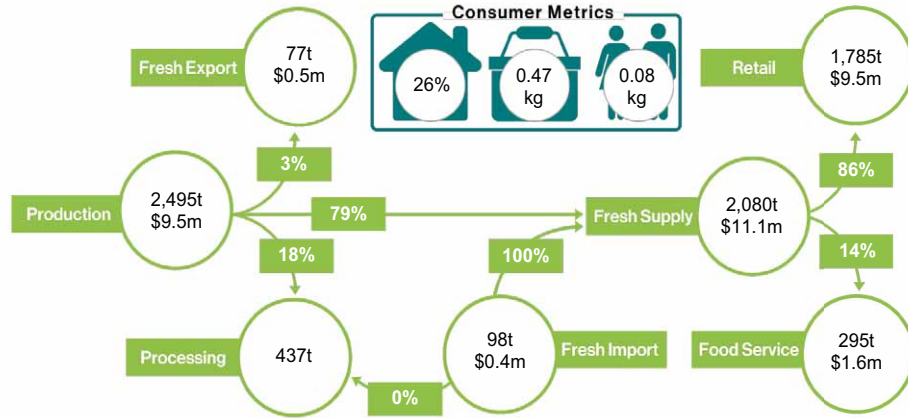 Consumer Metrics
26%
0.47
kg
0.08
kg
Fresh Export
77t
$0.5m
Retail
1,785t
$9.5m
3%
86%
Production
2,495t
$9.5m
79%
Fresh Supply
2,080t
$11.1m
18%
100%
14%
Processing
437t
98t
$0.4m
Fresh Import
Food Service
295t
$1.6m
0%